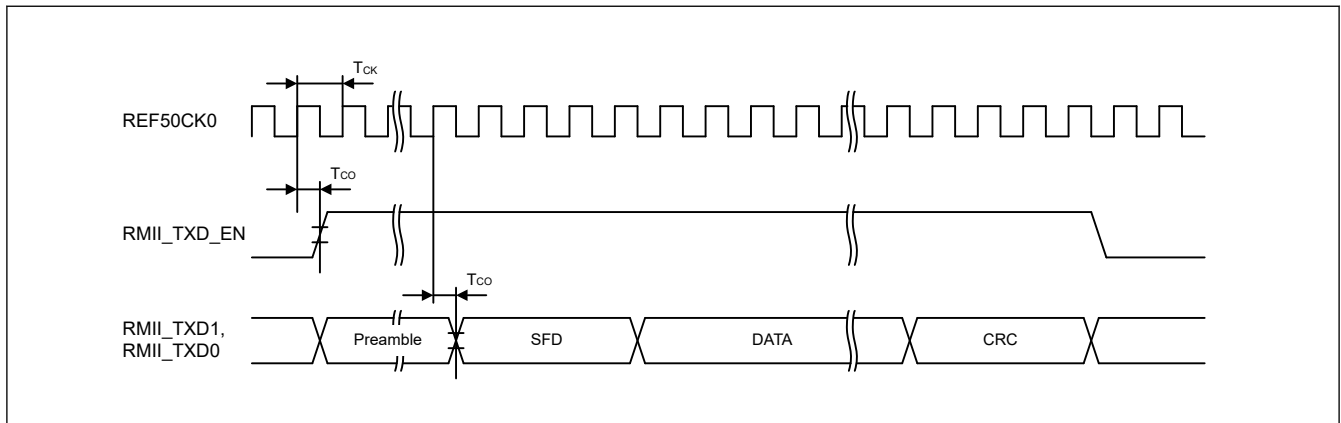 TCK
REF50CK0
TCO
RMII_TXD_EN
TCO
RMII_TXD1,
RMII_TXD0
Preamble
SFD
DATA
CRC